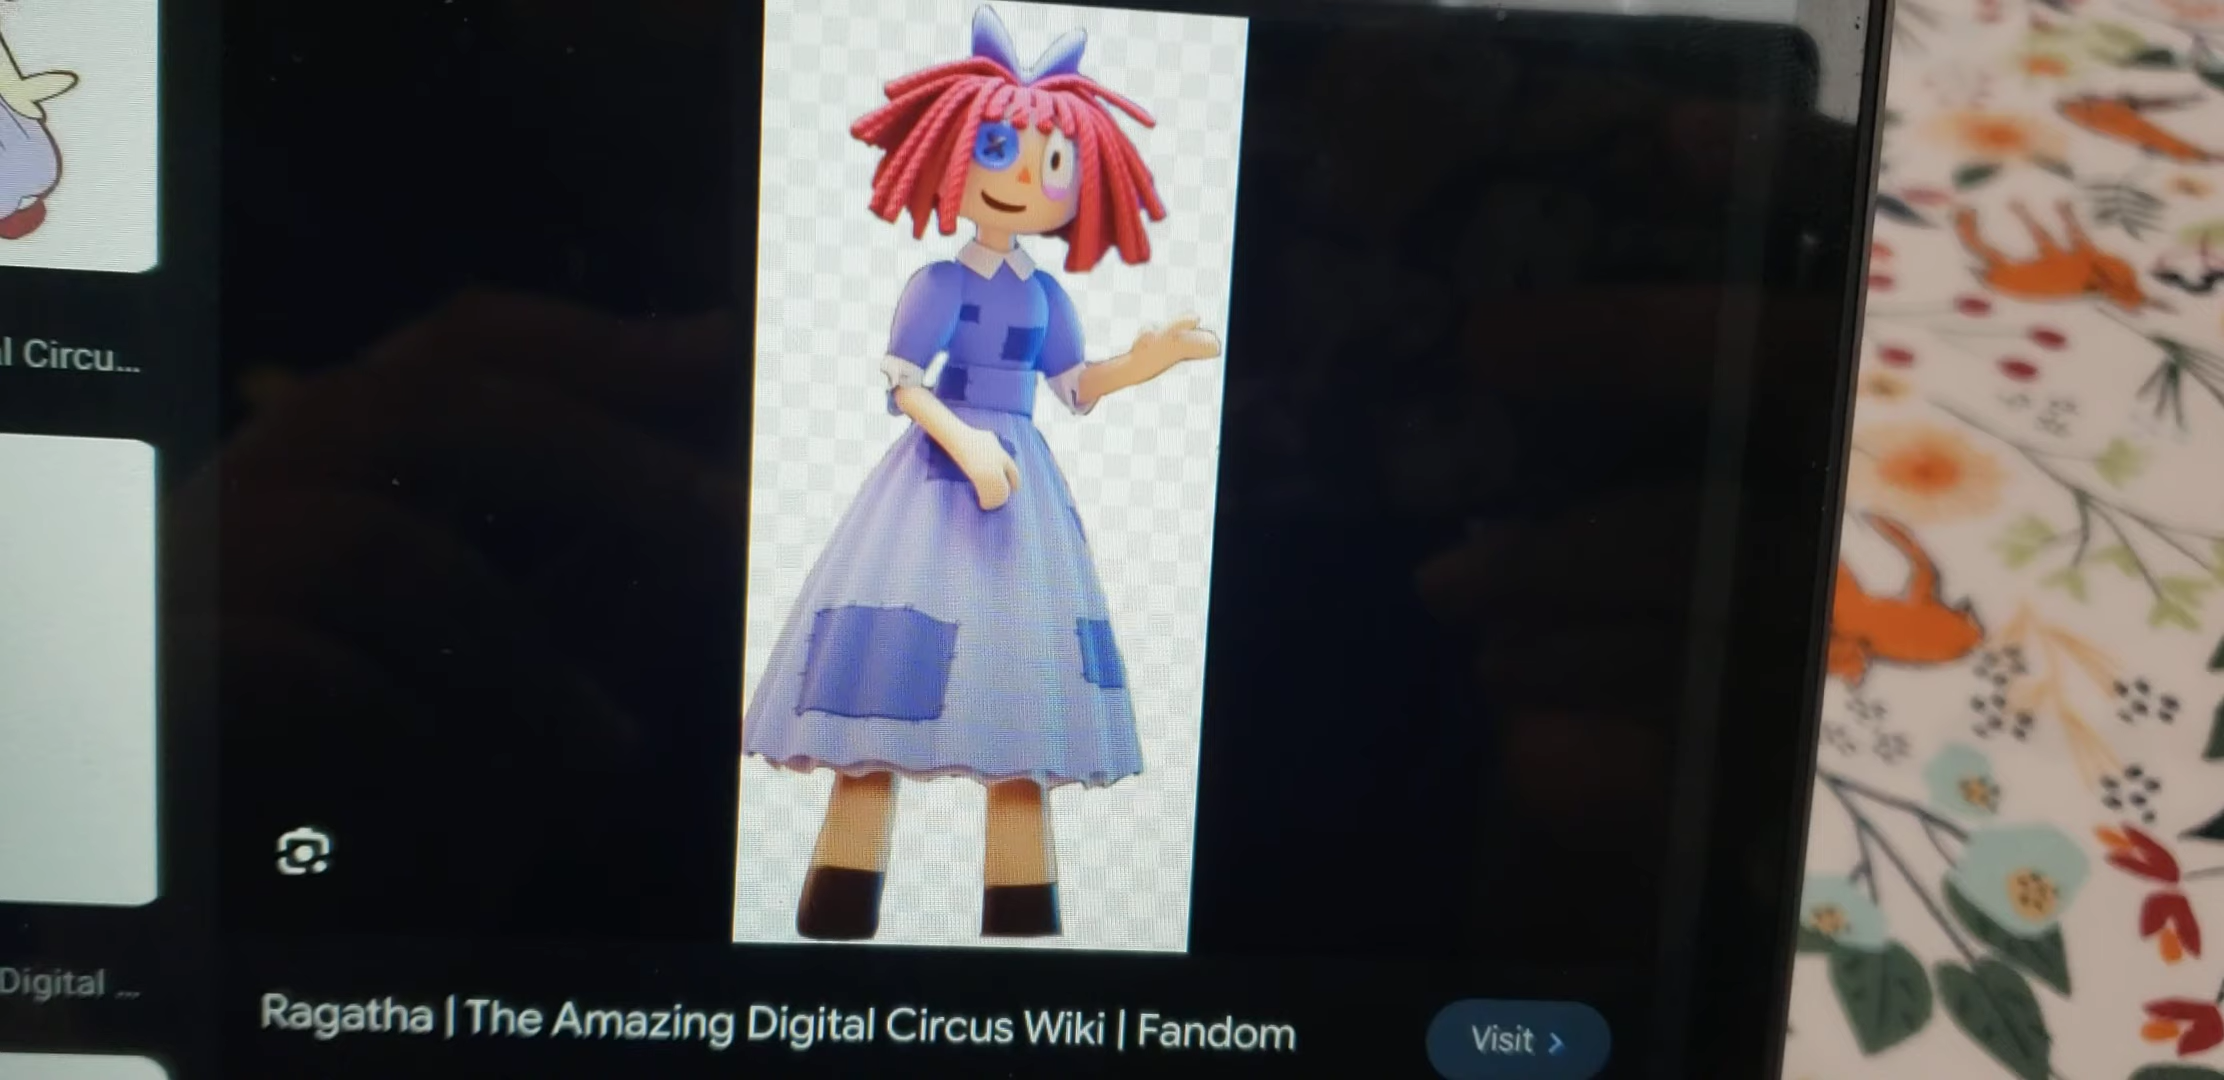 l Circu...
Digital ...
Ragatha | The Amazing Digital Circus Wiki | Fandom
Visit >